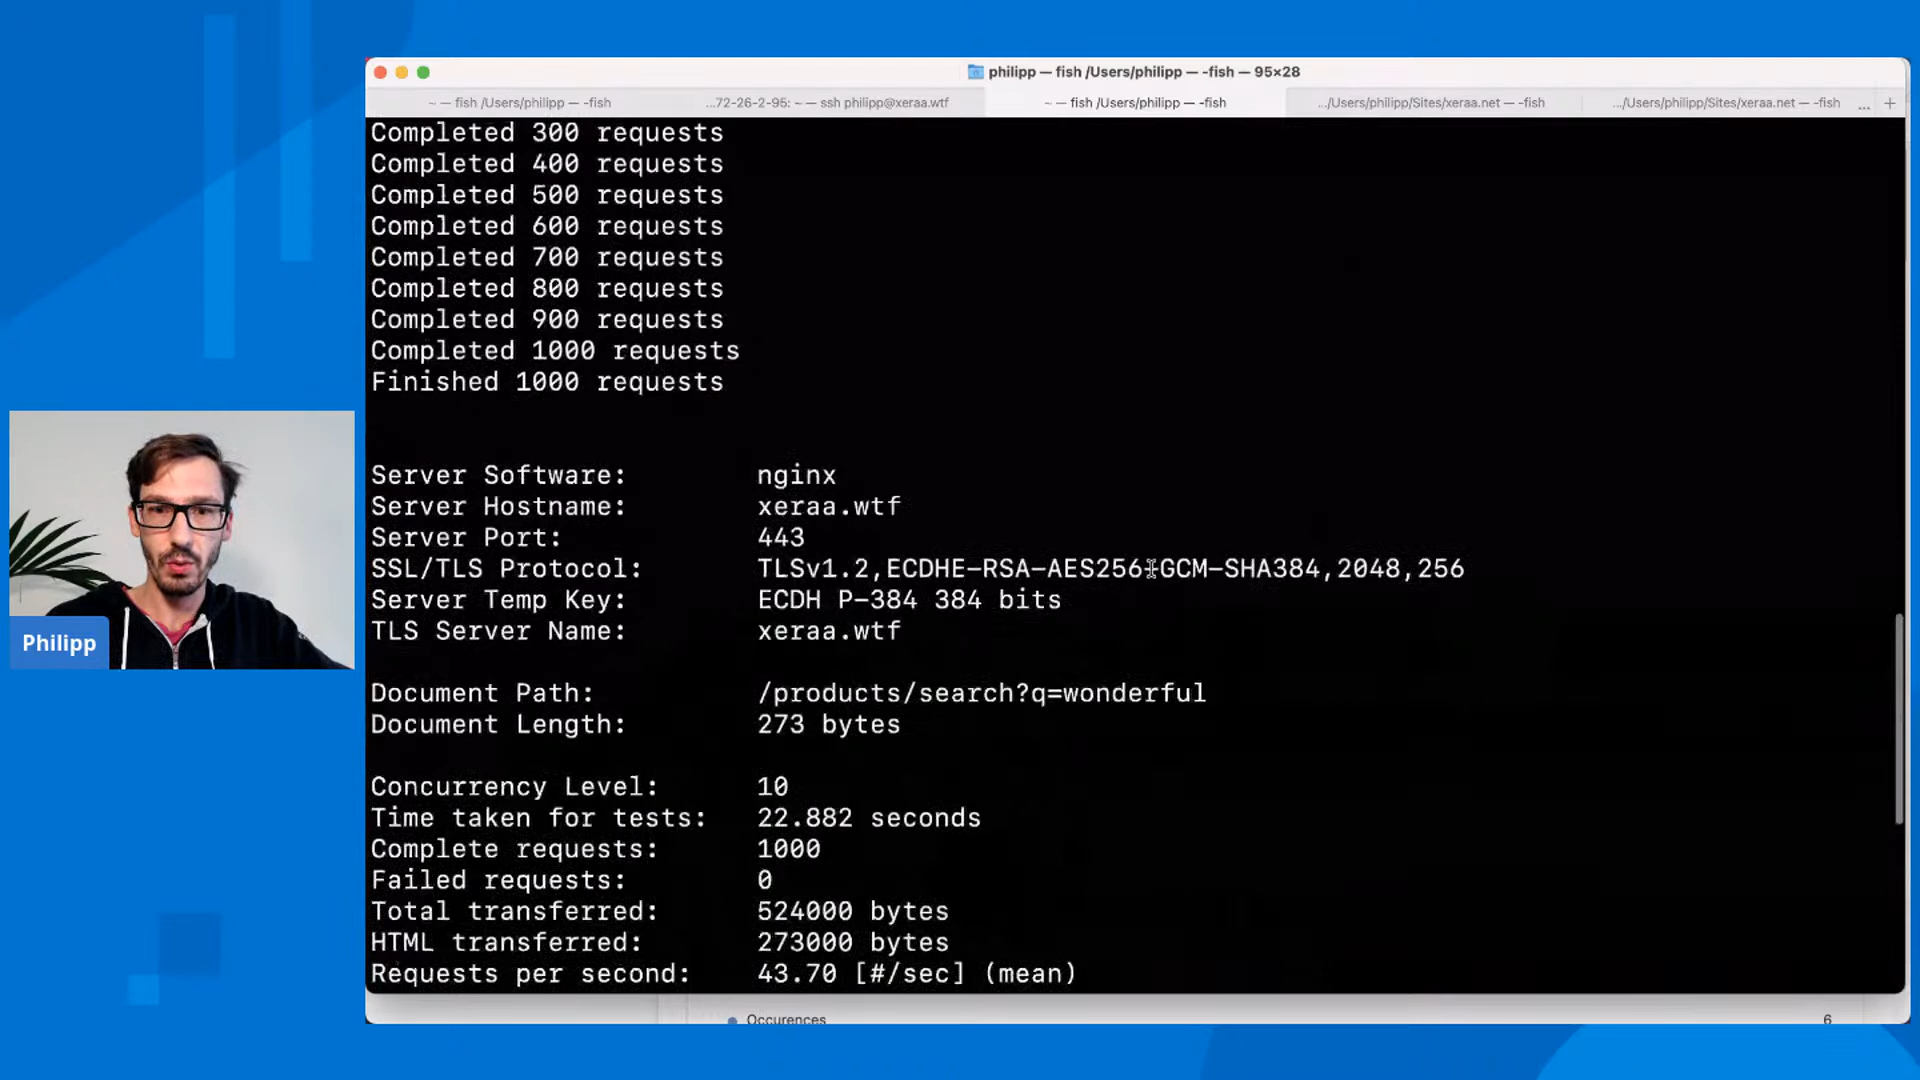 philipp — fish /Users/philipp — -fish — 95×28
~ — fish /Users/philipp — -fish
...72-26-2-95: ~ — ssh philipp@xeraa.wtf
~ — fish /Users/philipp — -fish
.../Users/philipp/Sites/xeraa.net — -fish
.../Users/philipp/Sites/xeraa.net — -fish
...
+
Completed 300 requests
Completed 400 requests
Completed 500 requests
Completed 600 requests
Completed 700 requests
Completed 800 requests
Completed 900 requests
Completed 1000 requests
Finished 1000 requests
Server Software: nginx
Server Hostname: xeraa.wtf
Server Port: 443
SSL/TLS Protocol: TLSv1.2,ECDHE-RSA-AES256-GCM-SHA384,2048,256
Server Temp Key: ECDH P-384 384 bits
TLS Server Name: xeraa.wtf
Document Path: /products/search?q=wonderful
Document Length: 273 bytes
Concurrency Level: 10
Time taken for tests: 22.882 seconds
Complete requests: 1000
Failed requests: 0
Total transferred: 524000 bytes
HTML transferred: 273000 bytes
Requests per second: 43.70 [#/sec] (mean)
Occurences 6
Philipp